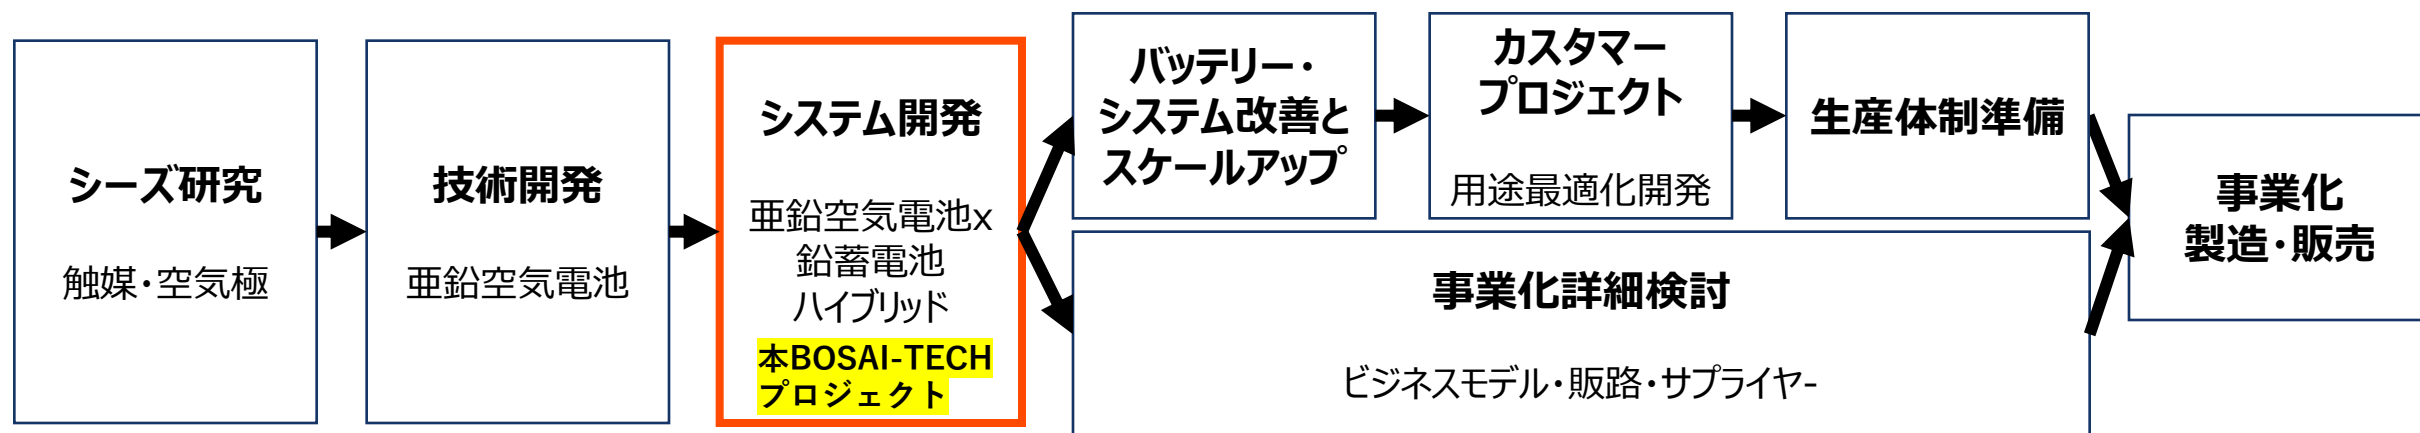 シーズ研究
触媒・空気極
技術開発
亜鉛空気電池
システム開発
亜鉛空気電池x
鉛蓄電池
ハイブリッド
本BOSAI-TECH
プロジェクト
バッテリー・
システム改善と
スケールアップ
カスタマー
プロジェクト
用途最適化開発
生産体制準備
事業化詳細検討
ビジネスモデル・販路・サプライヤ-
事業化
製造・販売